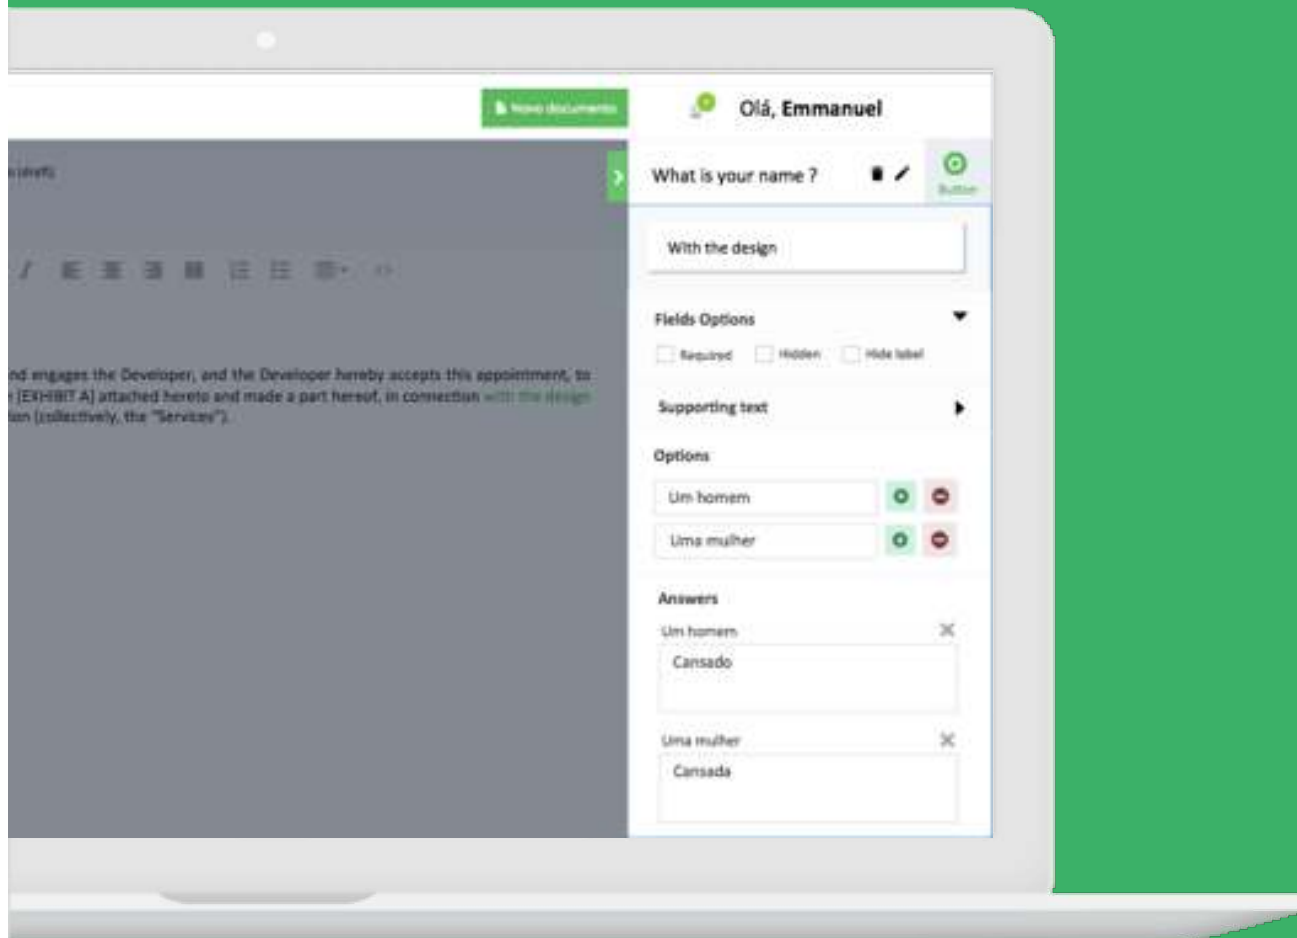 Novo documento
Olá, Emmanuel
(draft)
What is your name ?
Button
With the design
Fields Options
Required
Hidden
Hide label
nd engages the Developer, and the Developer hereby accepts this appointment, to
[EXHIBIT A] attached hereto and made a part hereof, in connection with the design
(collectively, the "Services").
Supporting text
Options
Um homem
Uma mulher
Answers
Um homem
Cansado
Uma mulher
Cansada